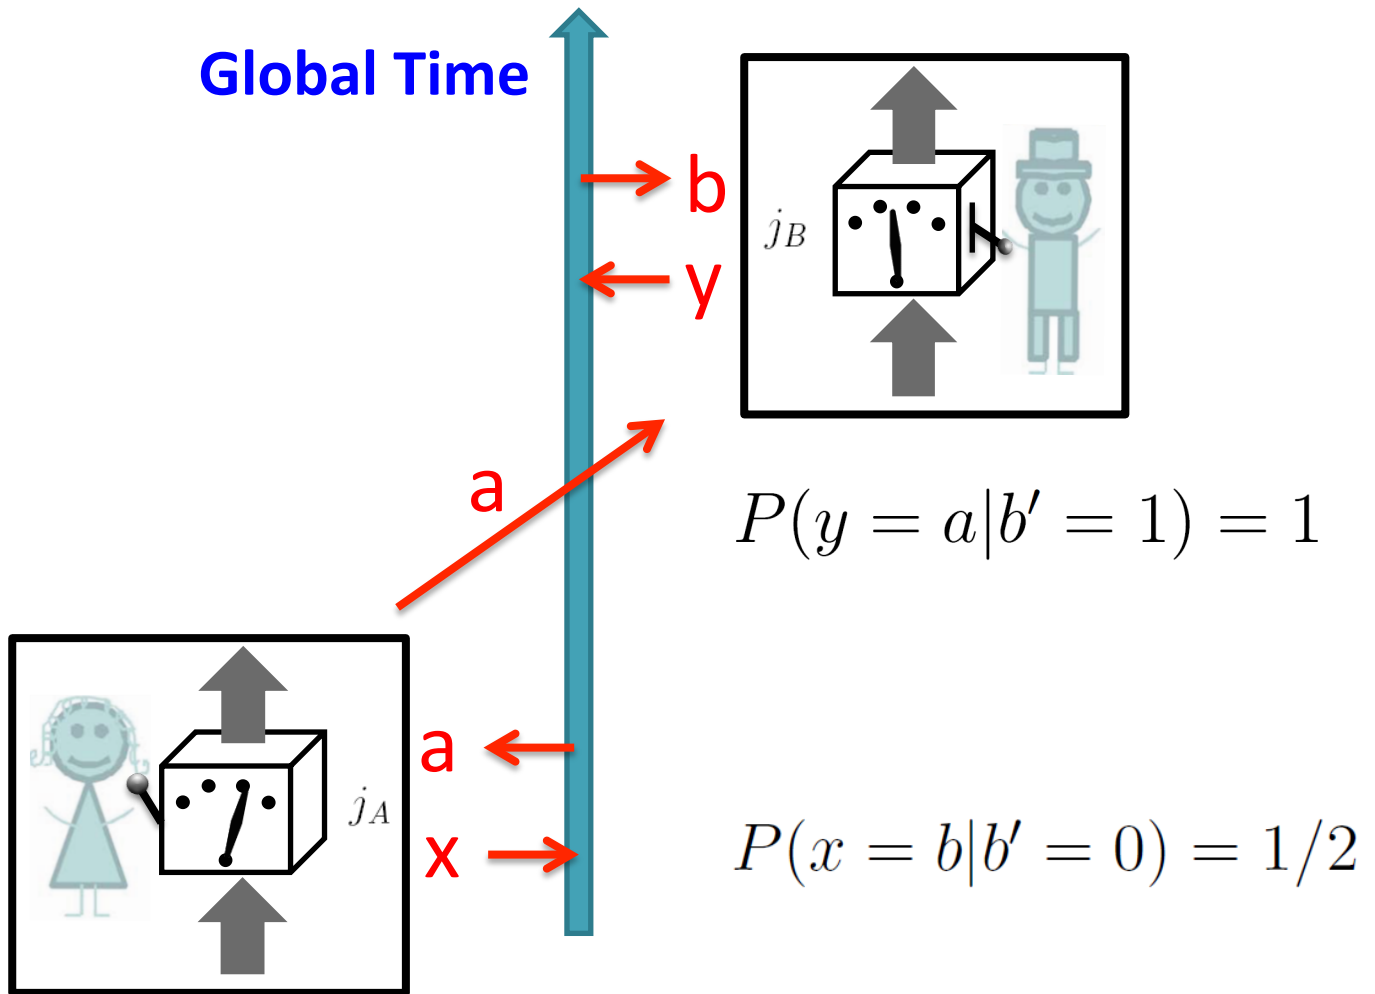 Global Time
b
j_B
y
a
P(y = a|b′ = 1) = 1
a
j_A
x
P(x = b|b′ = 0) = 1/2